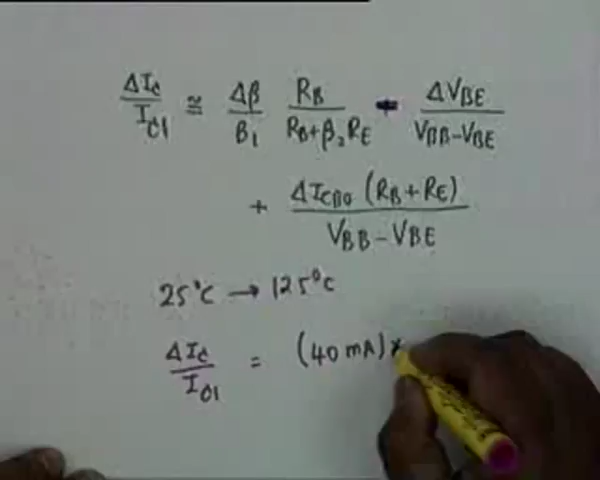 ΔIc/IC1 ≅ Δβ/β1 RB/RB+β2RE - ΔVBE/VBB-VBE
+ ΔICBO (RB+RE)/VBB-VBE
25°C → 125°C
ΔIc/IC1 = (40 mA)x